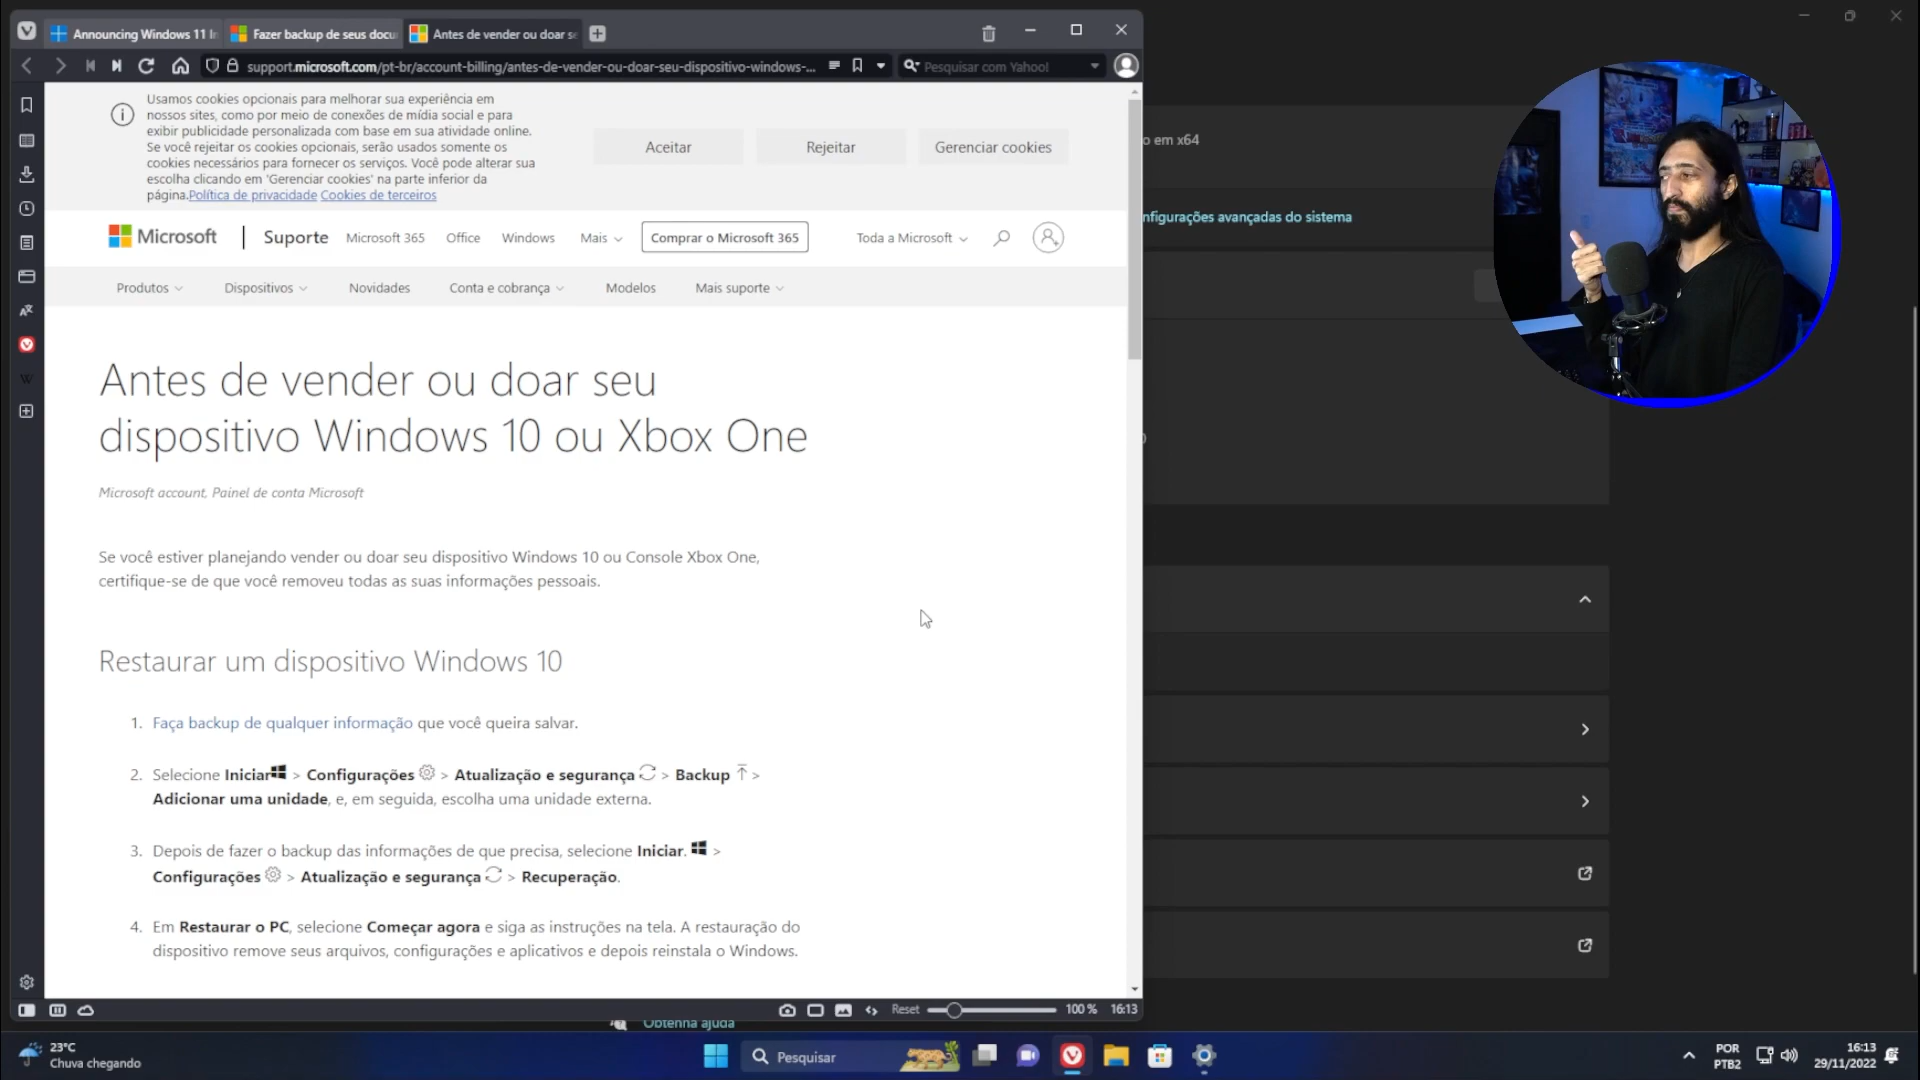 Announcing Windows 11 I
Fazer backup de seus docu
Antes de vender ou doar se
support.microsoft.com/pt-br/account-billing/antes-de-vender-ou-doar-seu-dispositivo-windows-...
Pesquisar com Yahoo!
Usamos cookies opcionais para melhorar sua experiência em
nossos sites, como por meio de conexões de mídia social e para
exibir publicidade personalizada com base em sua atividade online.
Se você rejeitar os cookies opcionais, serão usados somente os
cookies necessários para fornecer os serviços. Você pode alterar sua
escolha clicando em 'Gerenciar cookies' na parte inferior da
página.Política de privacidade Cookies de terceiros
Aceitar
Rejeitar
Gerenciar cookies
o em x64
nfigurações avançadas do sistema
Microsoft
Suporte
Microsoft 365
Office
Windows
Mais
Comprar o Microsoft 365
Toda a Microsoft
Produtos
Dispositivos
Novidades
Conta e cobrança
Modelos
Mais suporte
Antes de vender ou doar seu
dispositivo Windows 10 ou Xbox One
Microsoft account, Painel de conta Microsoft
Se você estiver planejando vender ou doar seu dispositivo Windows 10 ou Console Xbox One,
certifique-se de que você removeu todas as suas informações pessoais.
Restaurar um dispositivo Windows 10
1. Faça backup de qualquer informação que você queira salvar.
2. Selecione Iniciar > Configurações > Atualização e segurança > Backup >
Adicionar uma unidade, e, em seguida, escolha uma unidade externa.
3. Depois de fazer o backup das informações de que precisa, selecione Iniciar. >
Configurações > Atualização e segurança > Recuperação.
4. Em Restaurar o PC, selecione Começar agora e siga as instruções na tela. A restauração do
dispositivo remove seus arquivos, configurações e aplicativos e depois reinstala o Windows.
Reset
100 %
16:13
Obtenha ajuda
23°C
Chuva chegando
Pesquisar
POR
PTB2
16:13
29/11/2022